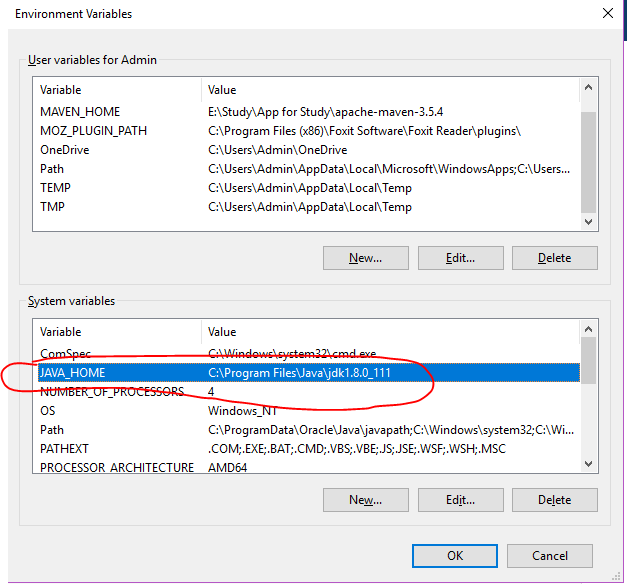 Environment Variables
User variables for Admin
Variable Value
MAVEN_HOME E:\Study\App for Study\apache-maven-3.5.4
MOZ_PLUGIN_PATH C:\Program Files (x86)\Foxit Software\Foxit Reader\plugins\
OneDrive C:\Users\Admin\OneDrive
Path C:\Users\Admin\AppData\Local\Microsoft\WindowsApps;C:\Users...
TEMP C:\Users\Admin\AppData\Local\Temp
TMP C:\Users\Admin\AppData\Local\Temp
New... Edit... Delete
System variables
Variable Value
ComSpec C:\Windows\system32\cmd.exe
JAVA_HOME C:\Program Files\Java\jdk1.8.0_111
NUMBER_OF_PROCESSORS 4
OS Windows_NT
Path C:\ProgramData\Oracle\Java\javapath;C:\Windows\system32;C:\Wi...
PATHEXT .COM;.EXE;.BAT;.CMD;.VBS;.VBE;.JS;.JSE;.WSF;.WSH;.MSC
PROCESSOR_ARCHITECTURE AMD64
New... Edit... Delete
OK Cancel